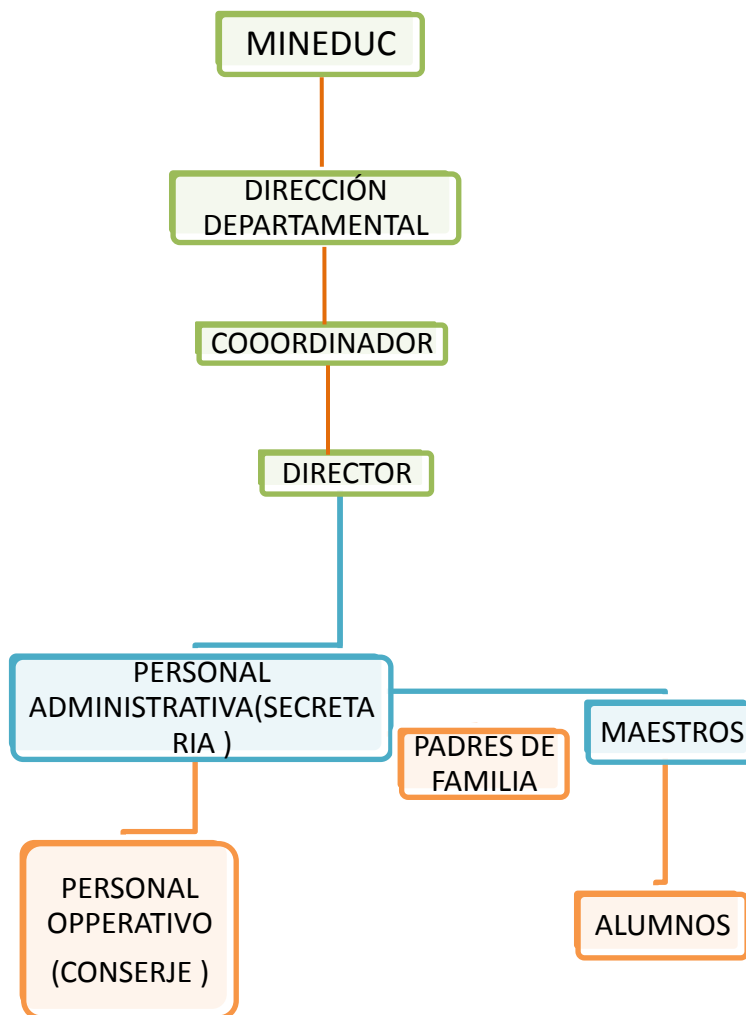 MINEDUC
DIRECCIÓN
DEPARTAMENTAL
COOORDINADOR
DIRECTOR
PERSONAL
ADMINISTRATIVA(SECRETA
RIA )
PADRES DE
FAMILIA
MAESTROS
PERSONAL
OPPERATIVO
(CONSERJE )
ALUMNOS